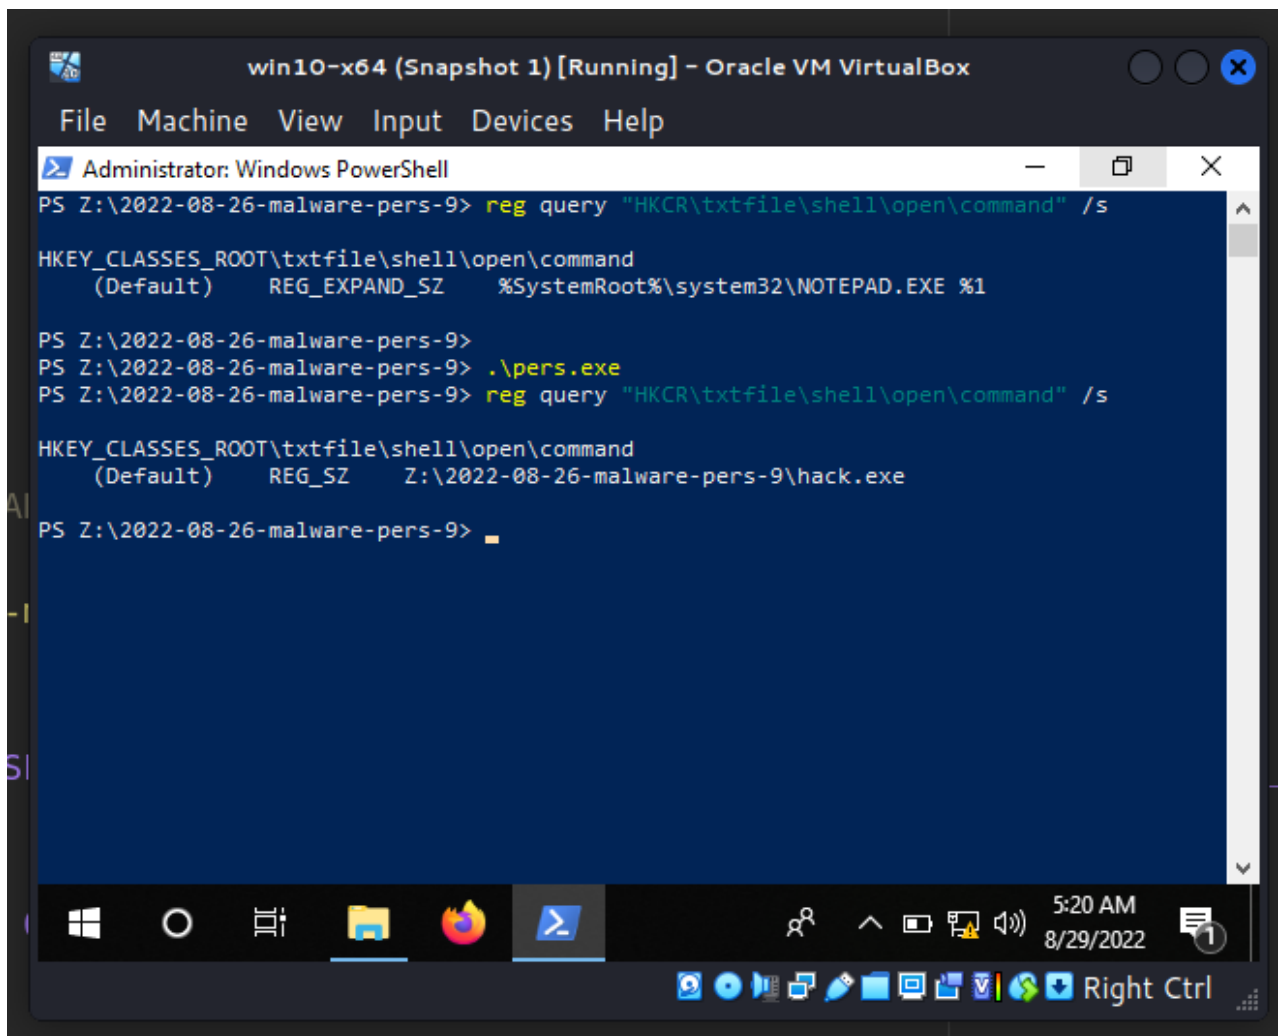 win10-x64 (Snapshot 1) [Running] - Oracle VM VirtualBox
File Machine View Input Devices Help
Administrator: Windows PowerShell
PS Z:\2022-08-26-malware-pers-9> reg query "HKCR\txtfile\shell\open\command" /s
HKEY_CLASSES_ROOT\txtfile\shell\open\command
(Default) REG_EXPAND_SZ %SystemRoot%\system32\NOTEPAD.EXE %1
PS Z:\2022-08-26-malware-pers-9>
PS Z:\2022-08-26-malware-pers-9> .\pers.exe
PS Z:\2022-08-26-malware-pers-9> reg query "HKCR\txtfile\shell\open\command" /s
HKEY_CLASSES_ROOT\txtfile\shell\open\command
(Default) REG_SZ Z:\2022-08-26-malware-pers-9\hack.exe
PS Z:\2022-08-26-malware-pers-9>
5:20 AM
8/29/2022
1
Right Ctrl